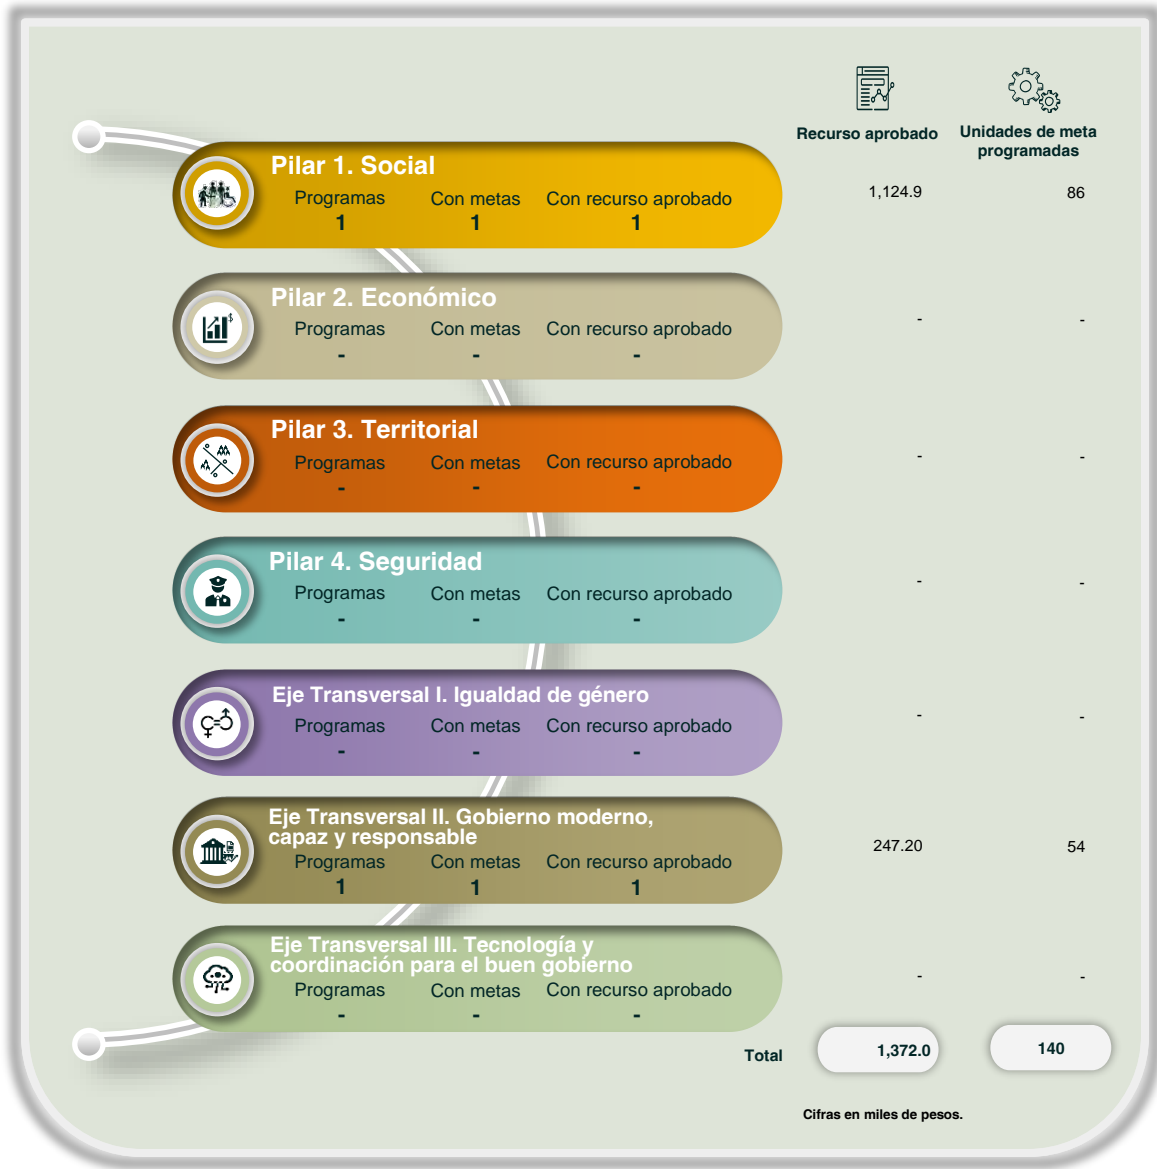 Recurso aprobado
Unidades de meta
programadas
Pilar 1. Social
Programas Con metas Con recurso aprobado
1 1 1
1,124.9 86
Pilar 2. Económico
Programas Con metas Con recurso aprobado
- - -
- -
Pilar 3. Territorial
Programas Con metas Con recurso aprobado
- - -
- -
Pilar 4. Seguridad
Programas Con metas Con recurso aprobado
- - -
- -
Eje Transversal I. Igualdad de género
Programas Con metas Con recurso aprobado
- - -
- -
Eje Transversal II. Gobierno moderno,
capaz y responsable
Programas Con metas Con recurso aprobado
1 1 1
247.20 54
Eje Transversal III. Tecnología y
coordinación para el buen gobierno
Programas Con metas Con recurso aprobado
- - -
- -
Total 1,372.0 140
Cifras en miles de pesos.